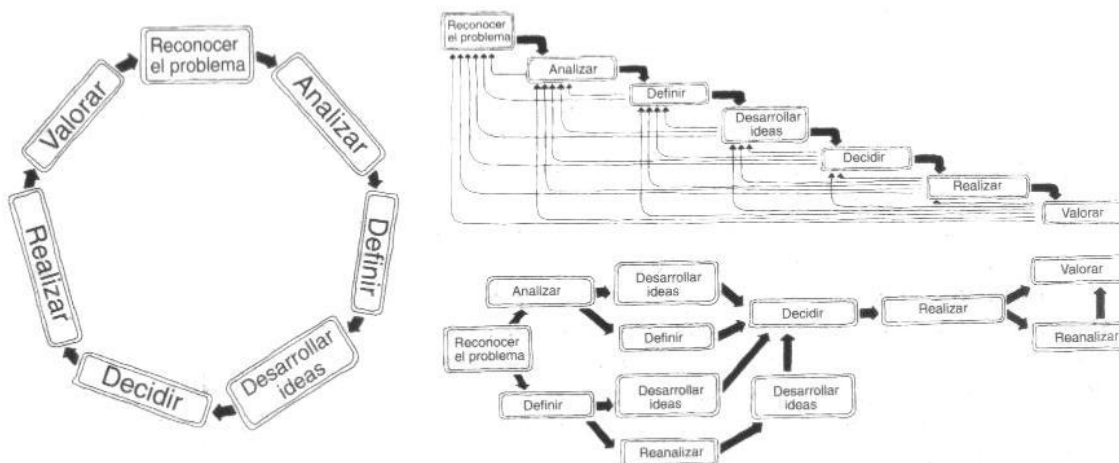 Reconocer
el problema
Analizar
Definir
Desarrollar
ideas
Decidir
Realizar
Valorar
Reconocer
el problema
Analizar
Definir
Desarrollar
ideas
Decidir
Realizar
Valorar
Reconocer
el problema
Analizar
Desarrollar
ideas
Definir
Definir
Desarrollar
ideas
Reanalizar
Desarrollar
ideas
Decidir
Realizar
Valorar
Reanalizar